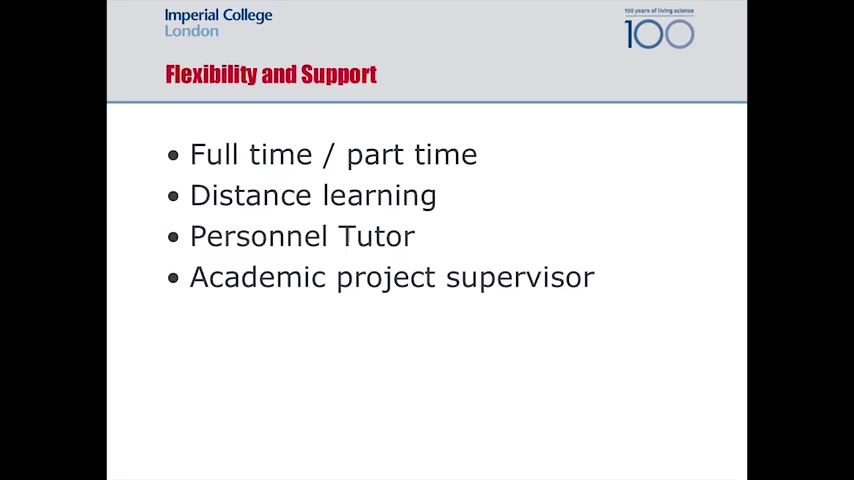 Imperial College
London
100 years of living science
100
Flexibility and Support
• Full time / part time
• Distance learning
• Personnel Tutor
• Academic project supervisor